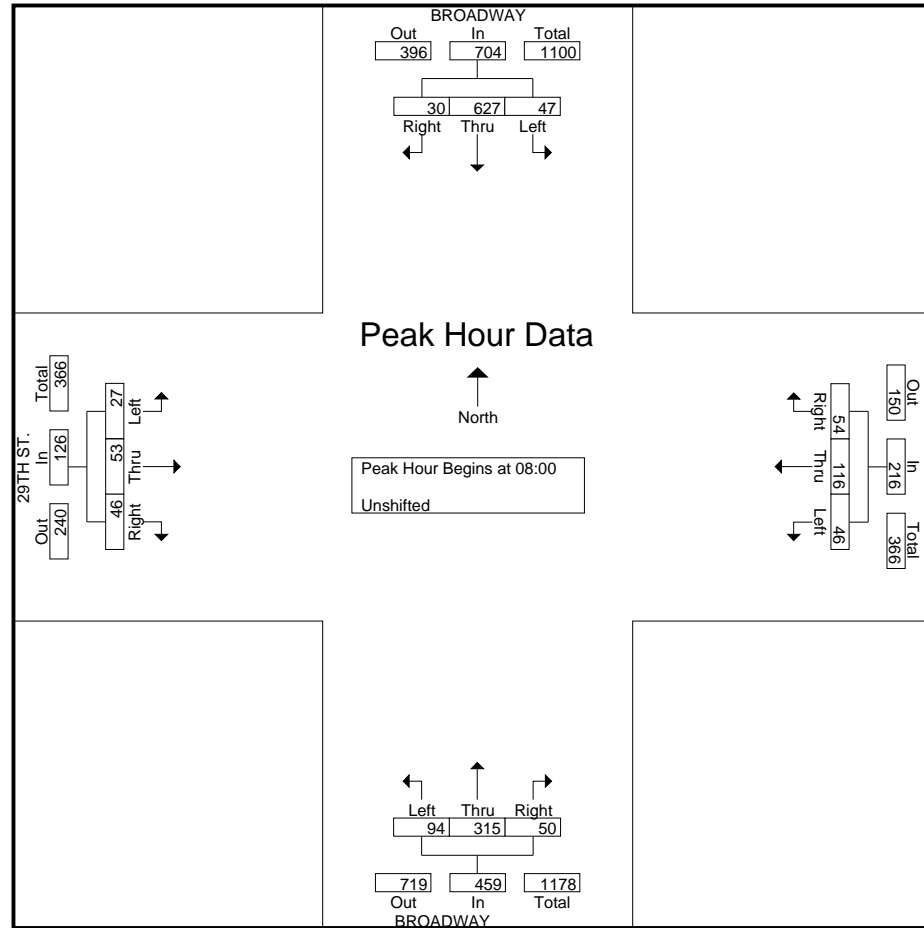 BROADWAY
Out In Total
396 704 1100
30 627 47
Right Thru Left
Peak Hour Data
North
Peak Hour Begins at 08:00
Unshifted
29TH ST.
Out In Total
240 126 366
46 53 27
Right Thru Left
Out In Total
150 216 366
54 116 46
Right Thru Left
Left Thru Right
94 315 50
719 459 1178
Out In Total
BROADWAY